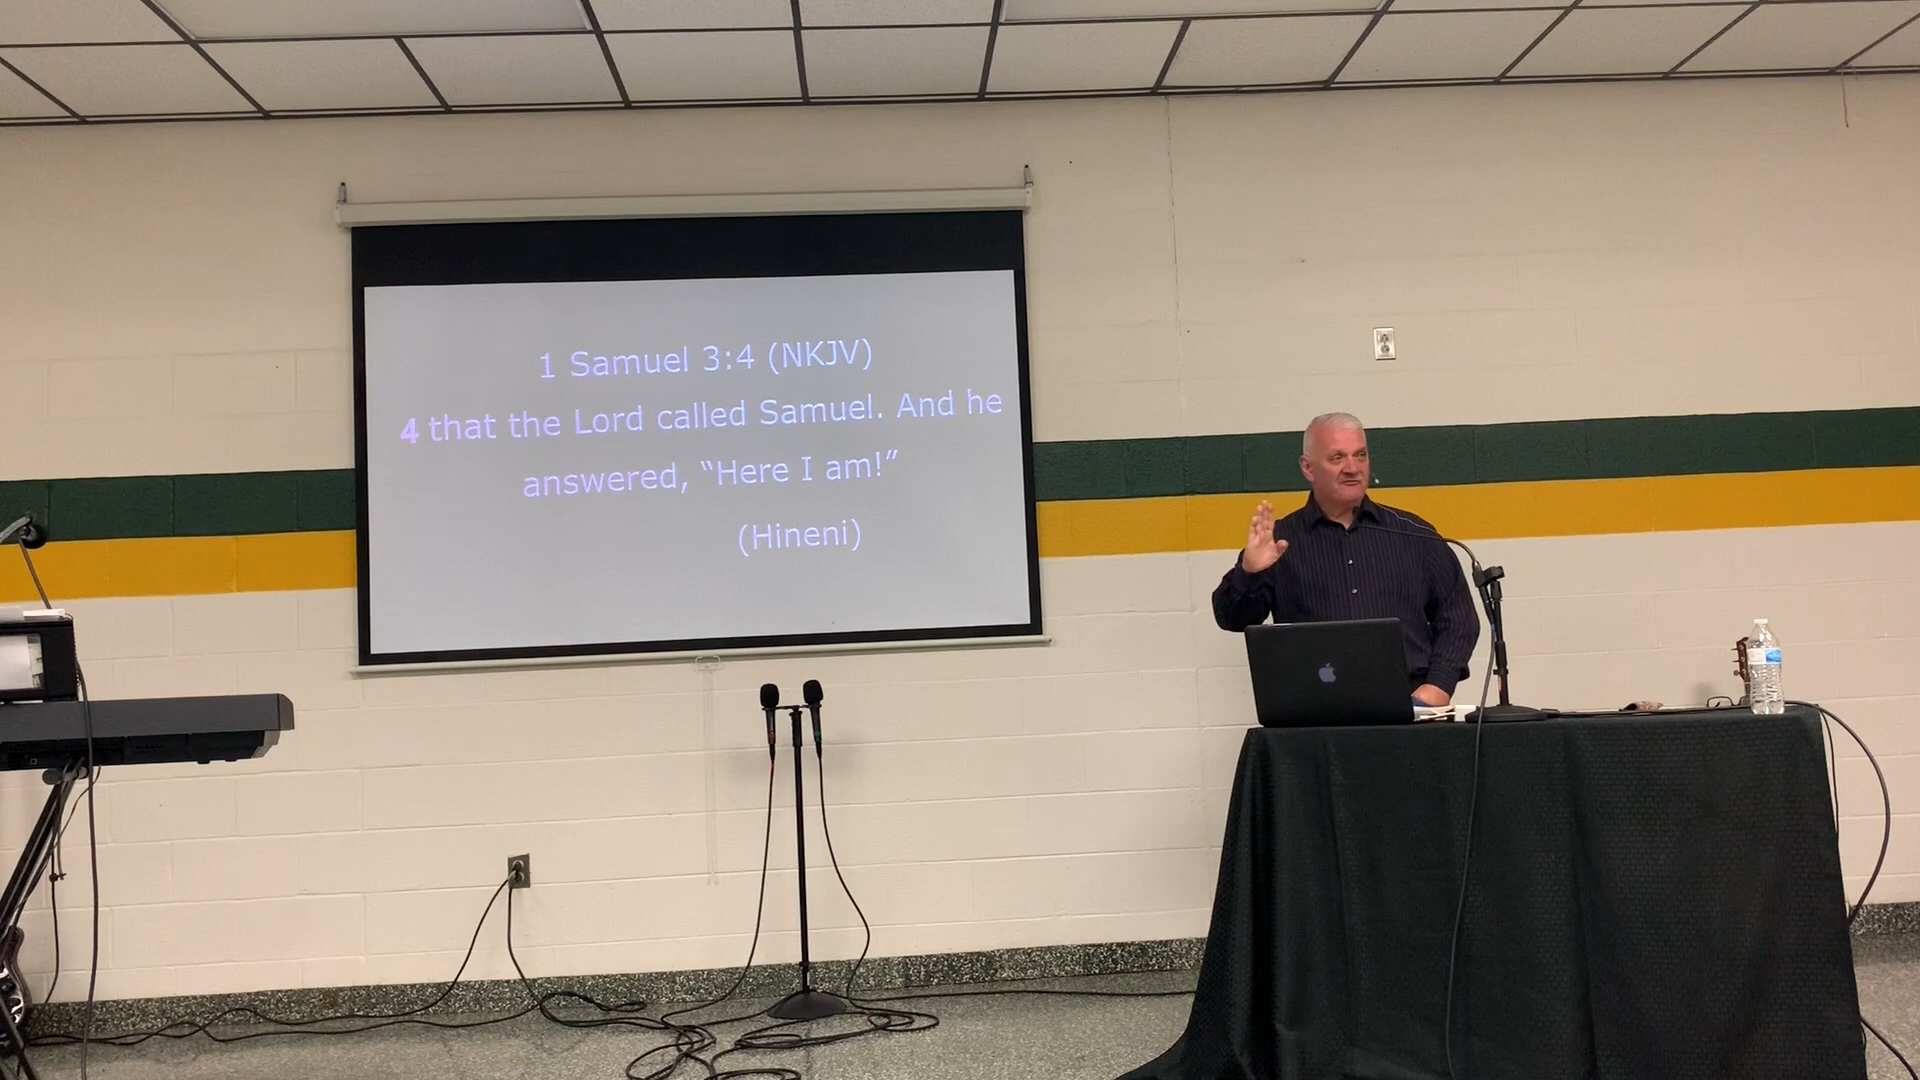 1 Samuel 3:4 (NKJV)
4 that the Lord called Samuel. And he
answered, “Here I am!”
(Hineni)